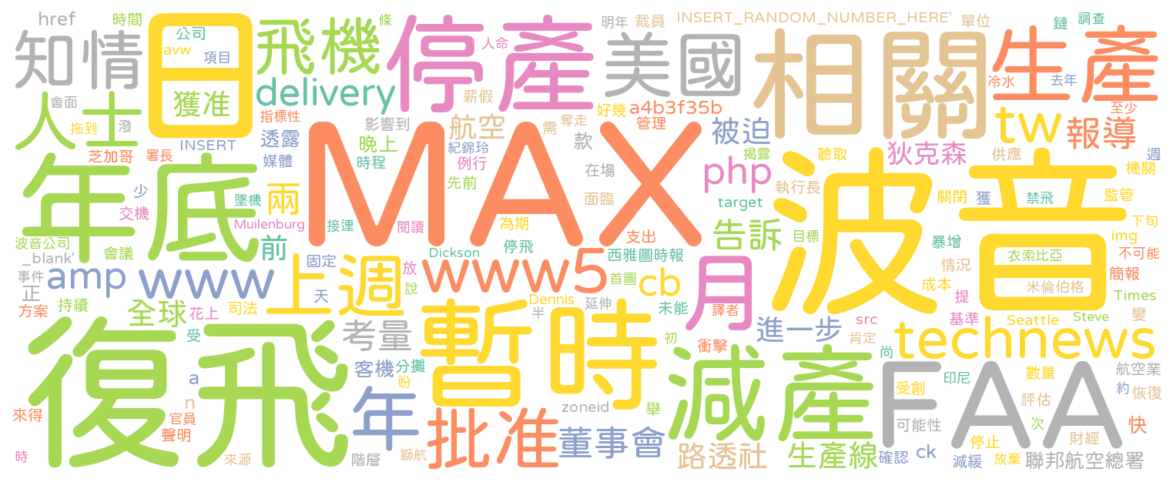 href 時間 公司 條 人命 明年 裁員 INSERT_RANDOM_NUMBER_HERE' 單位 鏈 調查
知情 日 avw 項目 飛機 停產 美國 相關 生產
獲准 delivery 薪假 好幾 a4b3f35b 冷水 去年
人士 會面 拖到 潑 指標性 影響到 航空 需 奪走 管理 被迫 tw 至少 報導
芝加哥 署長 INSERT 透露 晚上 紀錦玲 款 揭露 聽取 狄克森 供應 週
媒體 時程 例行 在場 php 執行長 機關
年底 少 兩 MAX 先前 面臨 target 關閉 獲 禁飛 監管
交機 墜機 Muilenburg 接連 閱讀 為期 支出 告訴 目標 波音 下旬
波音公司 會議 前 Dickson 停飛 西雅圖時報 暴增 衣索比亞 img 不可能
_blank' amp www 固定 上週 放 www5 首圖 cb 月 情況 簡報
事件 正 天 說 延伸 未能 成本 提 米倫伯格
方案 持續 全球 花上 司法 Dennis 譯者 進一步 src 基準 Seattle Times Steve 變
受 考量 半 暫時 初 衝擊 肯定 technews
復飛 a 客機 分攤 減產 尚 印尼 FAA 受創 數量 航空業
n 盼 舉 約 恢復
來得 官員 聲明 年 批准 zoneid 董事會 可能性 評估 次 快
時 來源 階層 獅航 路透社 生產線 確認 ck 減緩 停止 放棄 財經 聯邦航空總署